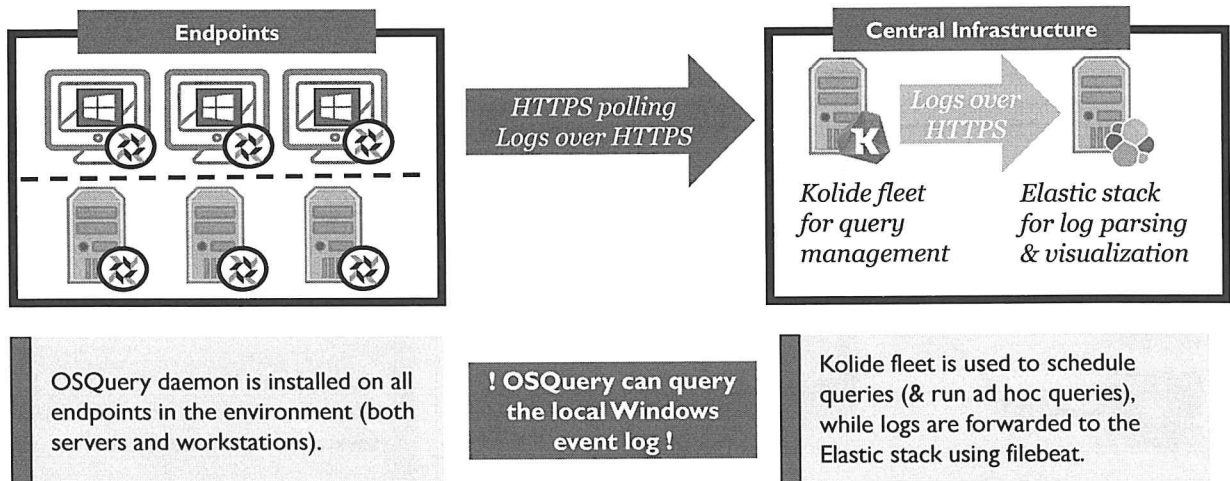 Endpoints
HTTPS polling
Logs over HTTPS
Central Infrastructure
Logs over
HTTPS
K
Kolide fleet
for query
management
Elastic stack
for log parsing
& visualization
OSQuery daemon is installed on all
endpoints in the environment (both
servers and workstations).
! OSQuery can query
the local Windows
event log !
Kolide fleet is used to schedule
queries (& run ad hoc queries),
while logs are forwarded to the
Elastic stack using filebeat.